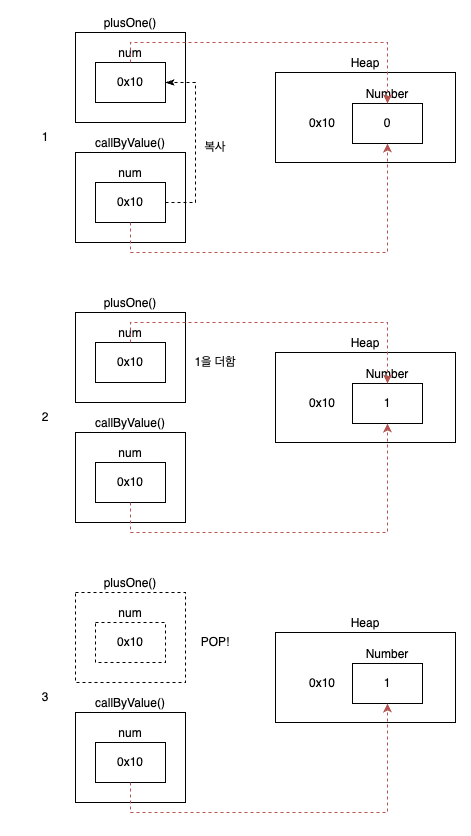 plusOne()
num
0x10
Heap
Number
0x10
0
1
callByValue()
복사
num
0x10
plusOne()
num
0x10
1을 더함
Heap
Number
0x10
1
2
callByValue()
num
0x10
plusOne()
num
0x10
POP!
Heap
Number
0x10
1
3
callByValue()
num
0x10